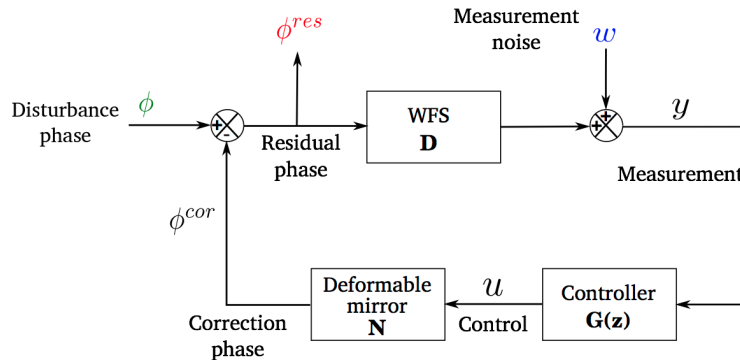 Measurement
noise
ϕ^{res}
w
Disturbance
phase
ϕ
+
-
Residual
phase
WFS
D
+
+
y
Measurement
ϕ^{cor}
Correction
phase
Deformable
mirror
N
u
Control
Controller
G(z)